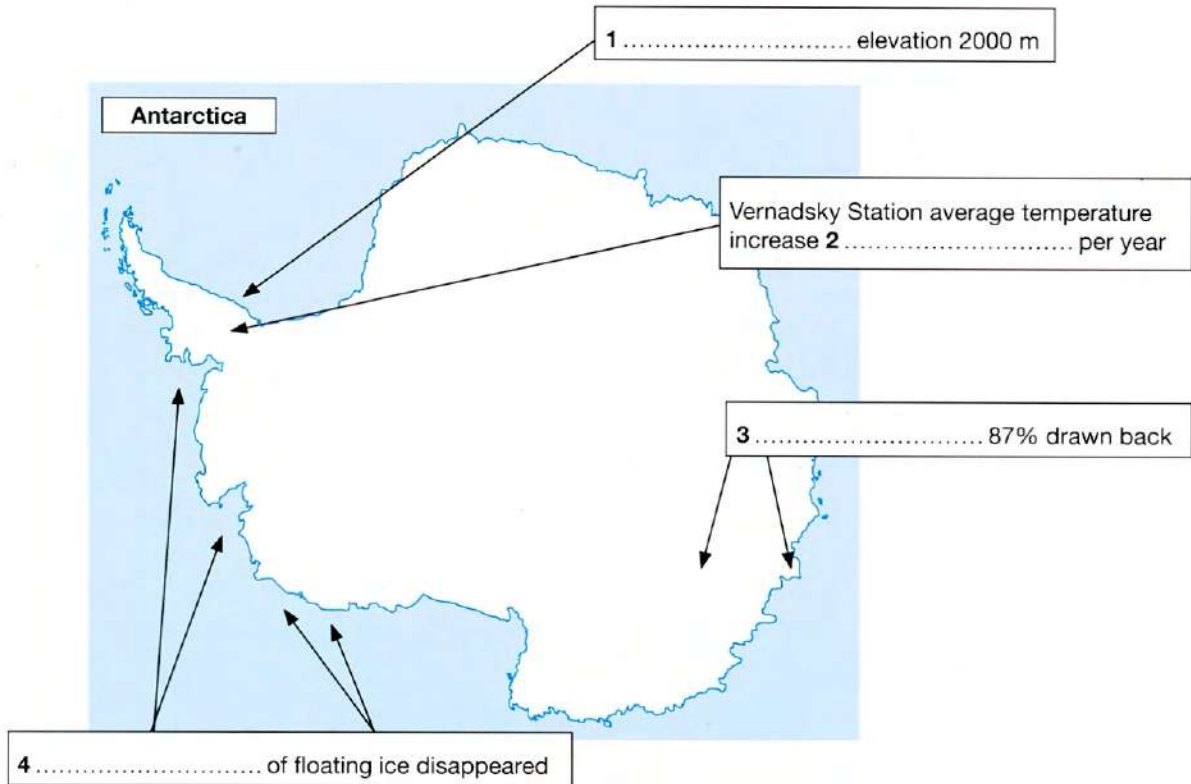 1 .............................. elevation 2000 m
Antarctica
Vernadsky Station average temperature
increase 2 .............................. per year
3 .............................. 87% drawn back
4 .............................. of floating ice disappeared